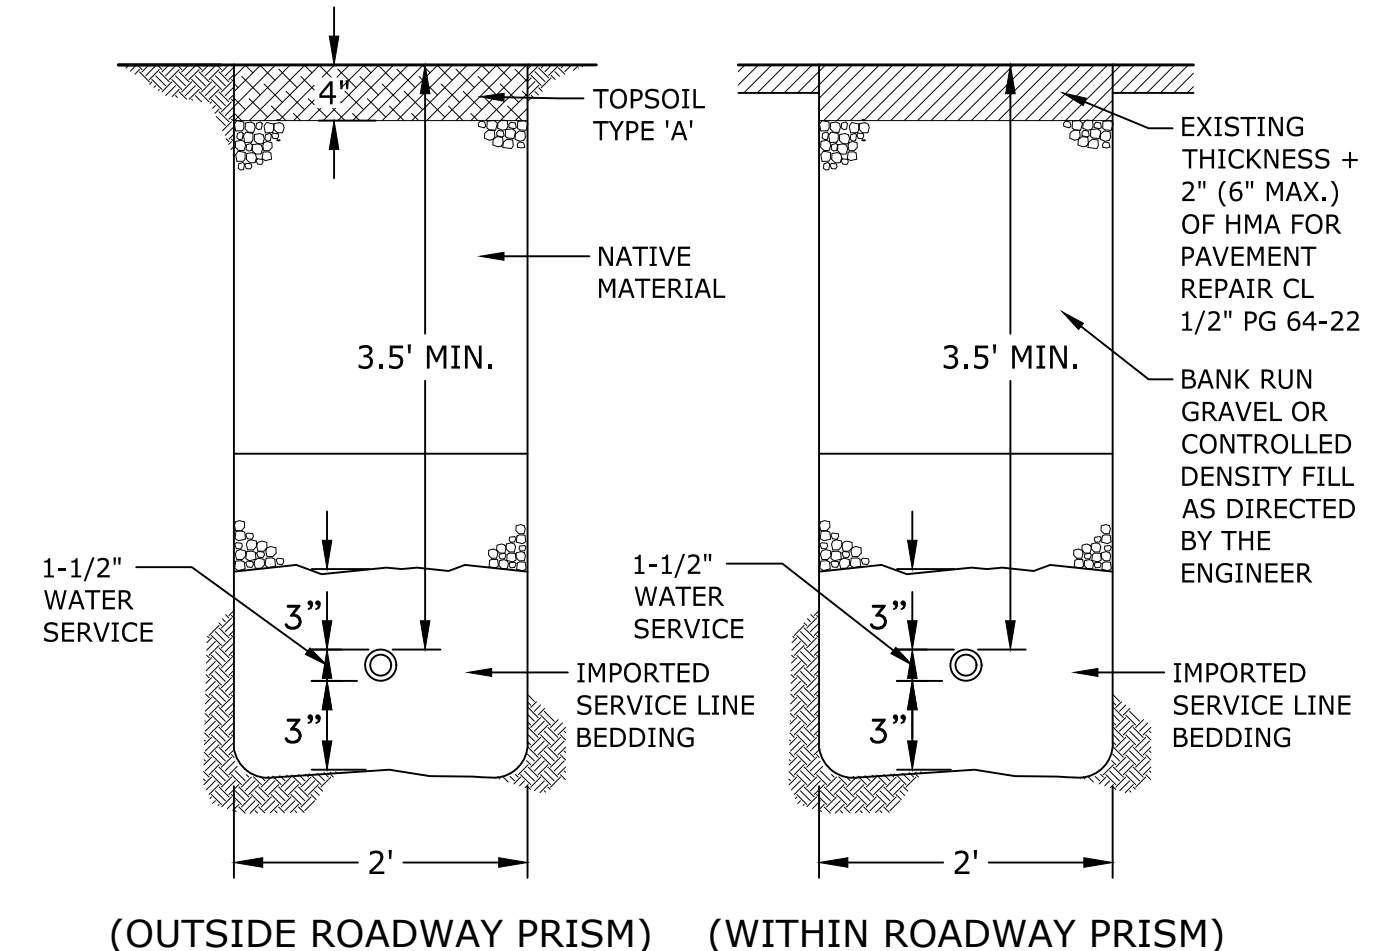 4"
TOPSOIL
TYPE 'A'
NATIVE
MATERIAL
3.5' MIN.
1-1/2"
WATER
SERVICE
3”
3”
IMPORTED
SERVICE LINE
BEDDING
2'
(OUTSIDE ROADWAY PRISM)
EXISTING
THICKNESS +
2" (6" MAX.)
OF HMA FOR
PAVEMENT
REPAIR CL
1/2" PG 64-22
3.5' MIN.
BANK RUN
GRAVEL OR
CONTROLLED
DENSITY FILL
AS DIRECTED
BY THE
ENGINEER
1-1/2"
WATER
SERVICE
3”
3”
IMPORTED
SERVICE LINE
BEDDING
2'
(WITHIN ROADWAY PRISM)